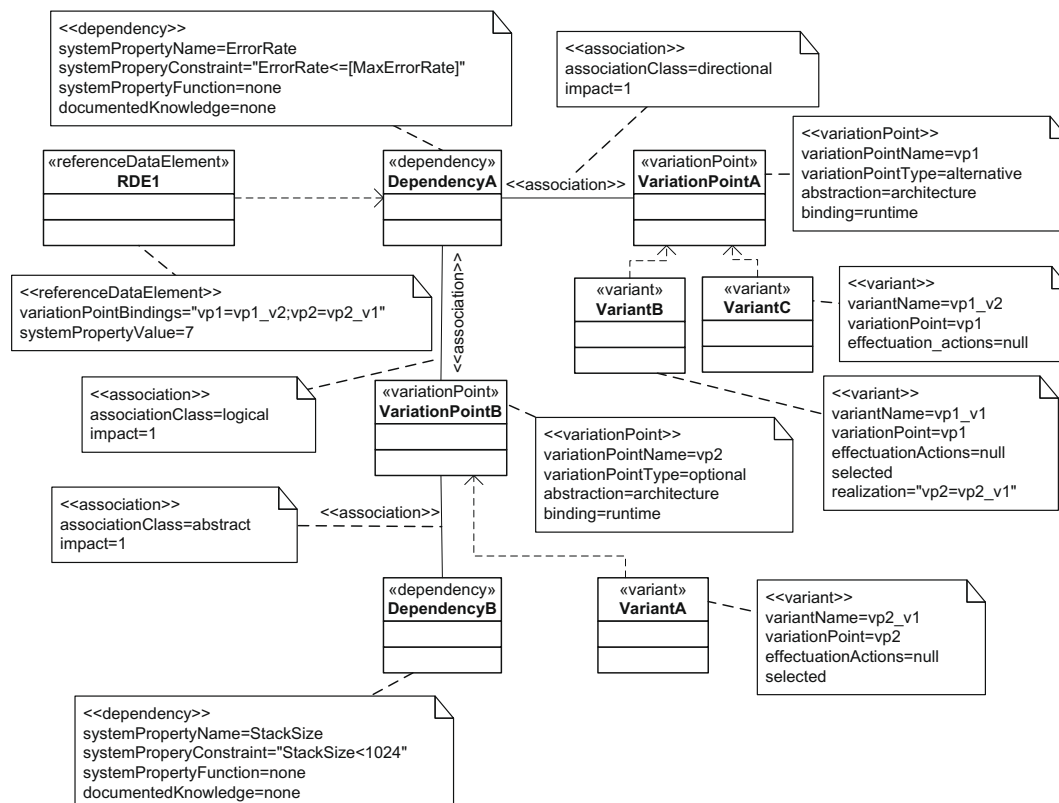 <<dependency>>
systemPropertyName=ErrorRate
systemProperyConstraint="ErrorRate<=[MaxErrorRate]"
systemPropertyFunction=none
documentedKnowledge=none
<<association>>
associationClass=directional
impact=1
<<variationPoint>>
variationPointName=vp1
variationPointType=alternative
abstraction=architecture
binding=runtime
«referenceDataElement»
RDE1
«dependency»
DependencyA
<<association>>
«variationPoint»
VariationPointA
<<referenceDataElement>>
variationPointBindings="vp1=vp1_v2;vp2=vp2_v1"
systemPropertyValue=7
<<association>>
«variant»
VariantB
«variant»
VariantC
<<variant>>
variantName=vp1_v2
variationPoint=vp1
effectuation_actions=null
<<association>>
associationClass=logical
impact=1
«variationPoint»
VariationPointB
<<variationPoint>>
variationPointName=vp2
variationPointType=optional
abstraction=architecture
binding=runtime
<<variant>>
variantName=vp1_v1
variationPoint=vp1
effectuationActions=null
selected
realization="vp2=vp2_v1"
<<association>>
associationClass=abstract
impact=1
<<association>>
«dependency»
DependencyB
«variant»
VariantA
<<variant>>
variantName=vp2_v1
variationPoint=vp2
effectuationActions=null
selected
<<dependency>>
systemPropertyName=StackSize
systemProperyConstraint="StackSize<1024"
systemPropertyFunction=none
documentedKnowledge=none